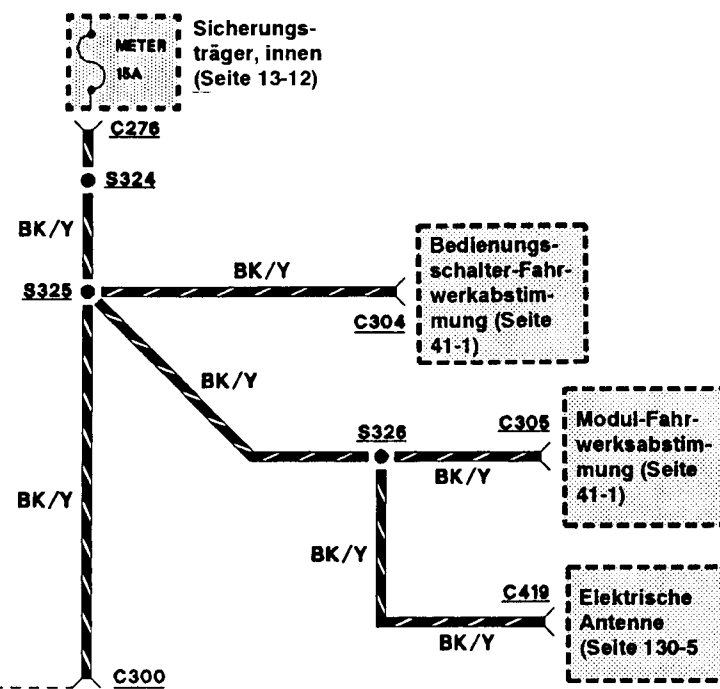 METER
15A
Sicherungs-
träger, innen
(Seite 13-12)
C276
S324
BK/Y
S325
BK/Y
C304
Bedienungs-
schalter-Fahr-
werkabstim-
mung (Seite
41-1)
BK/Y
S326
C305
BK/Y
Modul-Fahr-
werksabstim-
mung (Seite
41-1)
BK/Y
BK/Y
C419
BK/Y
Elektrische
Antenne
(Seite 130-5
C300